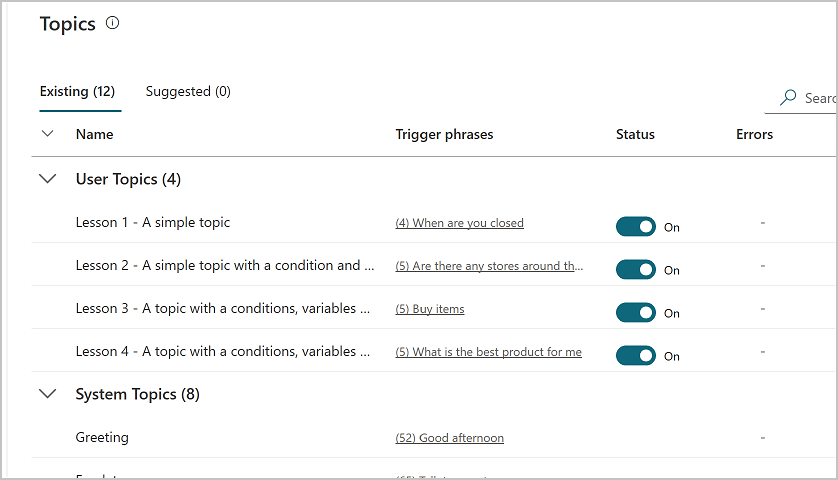 Topics
Existing (12) Suggested (0)
Searc
Name Trigger phrases Status Errors
User Topics (4)
Lesson 1 - A simple topic (4) When are you closed On -
Lesson 2 - A simple topic with a condition and ... (5) Are there any stores around th... On -
Lesson 3 - A topic with a conditions, variables ... (5) Buy items On -
Lesson 4 - A topic with a conditions, variables ... (5) What is the best product for me On -
System Topics (8)
Greeting (52) Good afternoon -